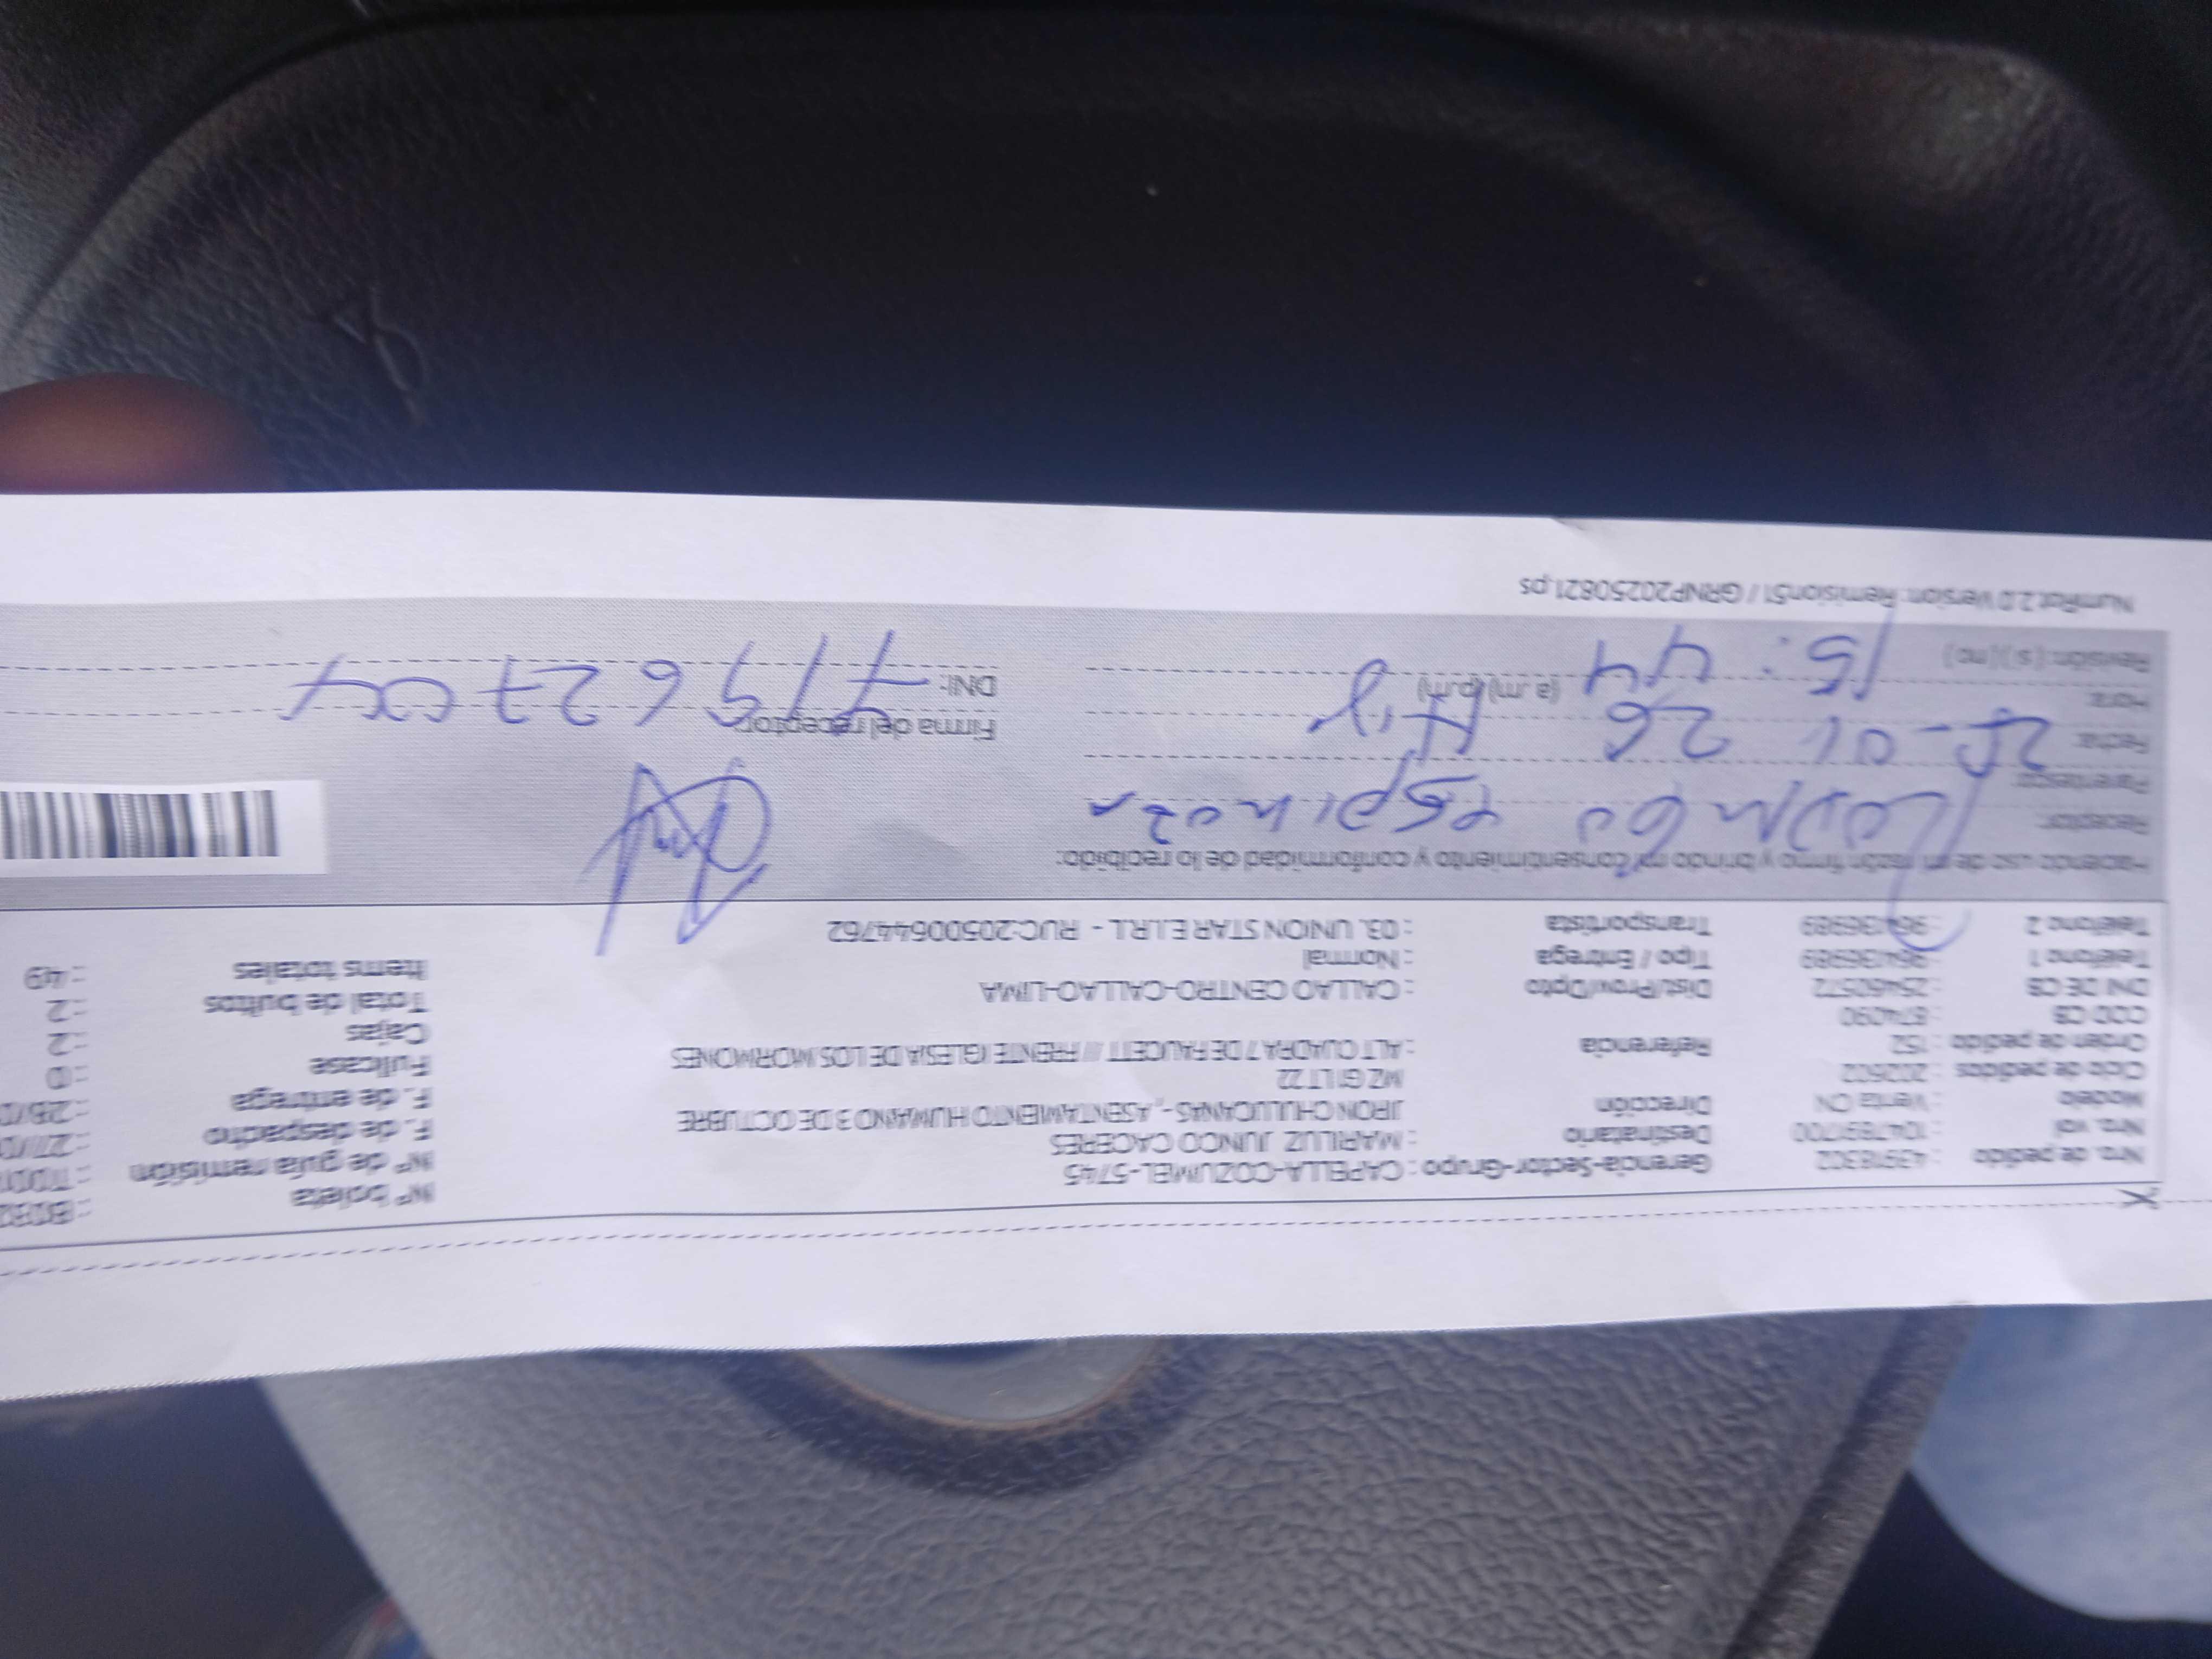 Nro. de pedido : 43918302 Gerencia-Sector-Grupo : CAPELLA-COZUMEL-5745 N° boleta
Nro. vol : 1047891700 Destinatario : MARILUZ JUNCO CACERES N° de guía remisión
Modelo : Venta CN Dirección JIRON CHULUCANAS -, ASENTAMIENTO HUMANO 3 DE OCTUBRE F. de despacho
Ciclo de pedidos : 202602 MZ G1 LT 22 F. de entrega
Orden de pedido : 152 Referencia : ALT CUADRA 7 DE FAUCETT /// FRENTE IGLESIA DE LOS MORMONES Fullcase : 0
COD CB : 874090 Cajas : 2
DNI DE CB : 25460572 Dist/Prov/Dpto : CALLAO CENTRO-CALLAO-LIMA Total de bultos : 2
Teléfono 1 : 964136989 Tipo / Entrega : Normal Items totales : 49
Teléfono 2 : 964136989 Transportista : 03. UNION STAR E.I.R.L - RUC:20500644762
Haciendo uso de mi razón firmo y brindo mi consentimiento y conformidad de lo recibido:
Receptor: Espinoza
Parentesco:
Fecha: 01 26
Firma del receptor
Hora: 15:44 (a.m)(p.m)
DNI:
Revisión: (s)(no)
NumRot 2.0 Version: Remision51 / GRNP20250821.ps